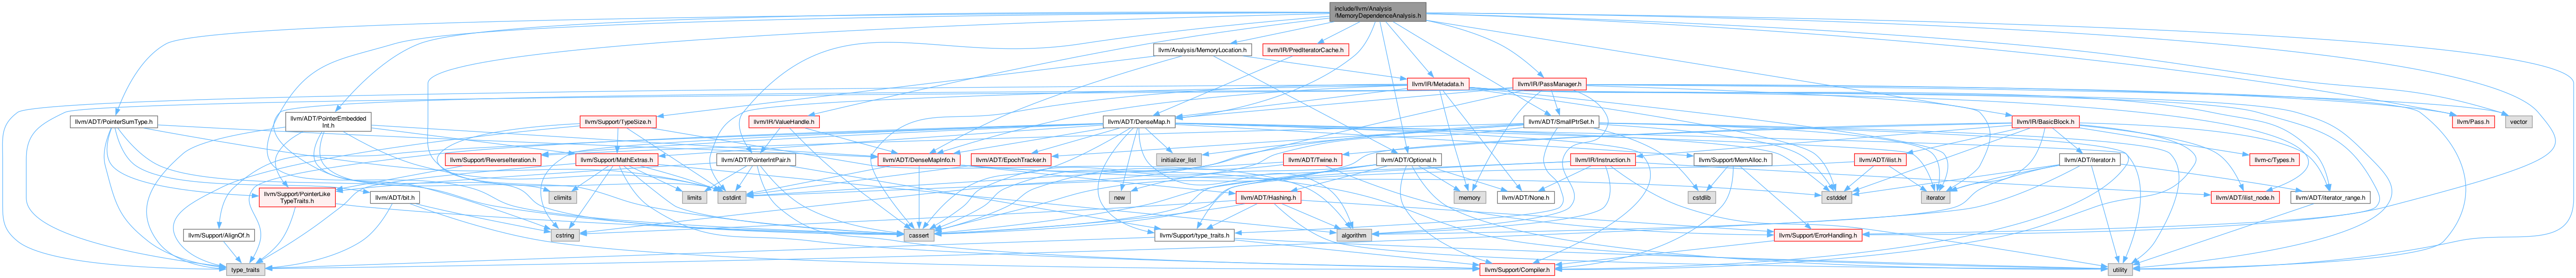 include/llvm/Analysis
/MemoryDependenceAnalysis.h
llvm/Analysis/MemoryLocation.h
llvm/IR/PredIteratorCache.h
llvm/IR/Metadata.h
llvm/IR/PassManager.h
llvm/ADT/PointerSumType.h
llvm/ADT/PointerEmbedded
Int.h
llvm/Support/TypeSize.h
llvm/IR/ValueHandle.h
llvm/ADT/DenseMap.h
llvm/ADT/SmallPtrSet.h
llvm/IR/BasicBlock.h
llvm/Pass.h
vector
llvm/Support/ReverseIteration.h
llvm/Support/MathExtras.h
llvm/ADT/PointerIntPair.h
llvm/ADT/DenseMapInfo.h
llvm/ADT/EpochTracker.h
initializer_list
llvm/ADT/Twine.h
llvm/ADT/Optional.h
llvm/IR/Instruction.h
llvm/Support/MemAlloc.h
llvm/ADT/ilist.h
llvm/ADT/iterator.h
llvm-c/Types.h
llvm/Support/PointerLike
TypeTraits.h
llvm/ADT/bit.h
climits
limits
cstdint
new
llvm/ADT/Hashing.h
memory
llvm/ADT/None.h
cstdlib
cstddef
iterator
llvm/ADT/ilist_node.h
llvm/ADT/iterator_range.h
llvm/Support/AlignOf.h
cstring
cassert
llvm/Support/type_traits.h
algorithm
llvm/Support/ErrorHandling.h
type_traits
llvm/Support/Compiler.h
utility